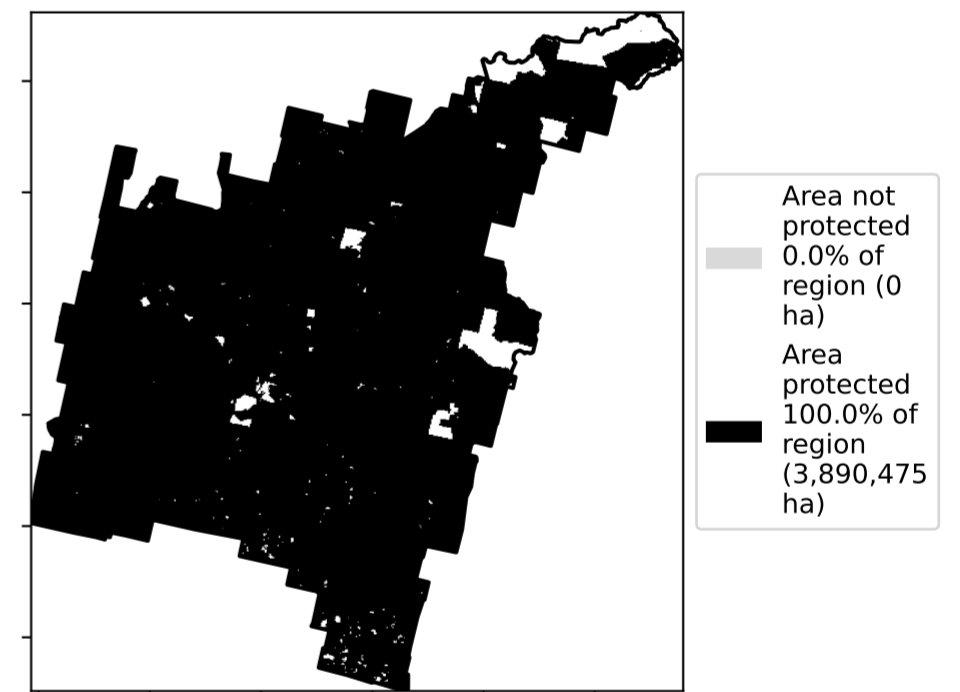 Area not
protected
0.0% of
region (0
ha)
Area
protected
100.0% of
region
(3,890,475
ha)